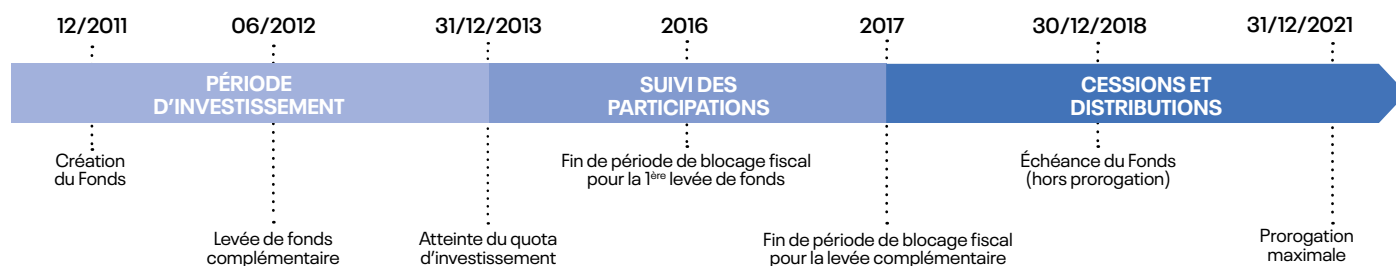 12/2011
06/2012
31/12/2013
2016
2017
30/12/2018
31/12/2021
PÉRIODE
D'INVESTISSEMENT
SUIVI DES
PARTICIPATIONS
CESSIONS ET
DISTRIBUTIONS
Création
du Fonds
Fin de période de blocage fiscal
pour la 1ère levée de fonds
Échéance du Fonds
(hors prorogation)
Levée de fonds
complémentaire
Atteinte du quota
d'investissement
Fin de période de blocage fiscal
pour la levée complémentaire
Prorogation
maximale